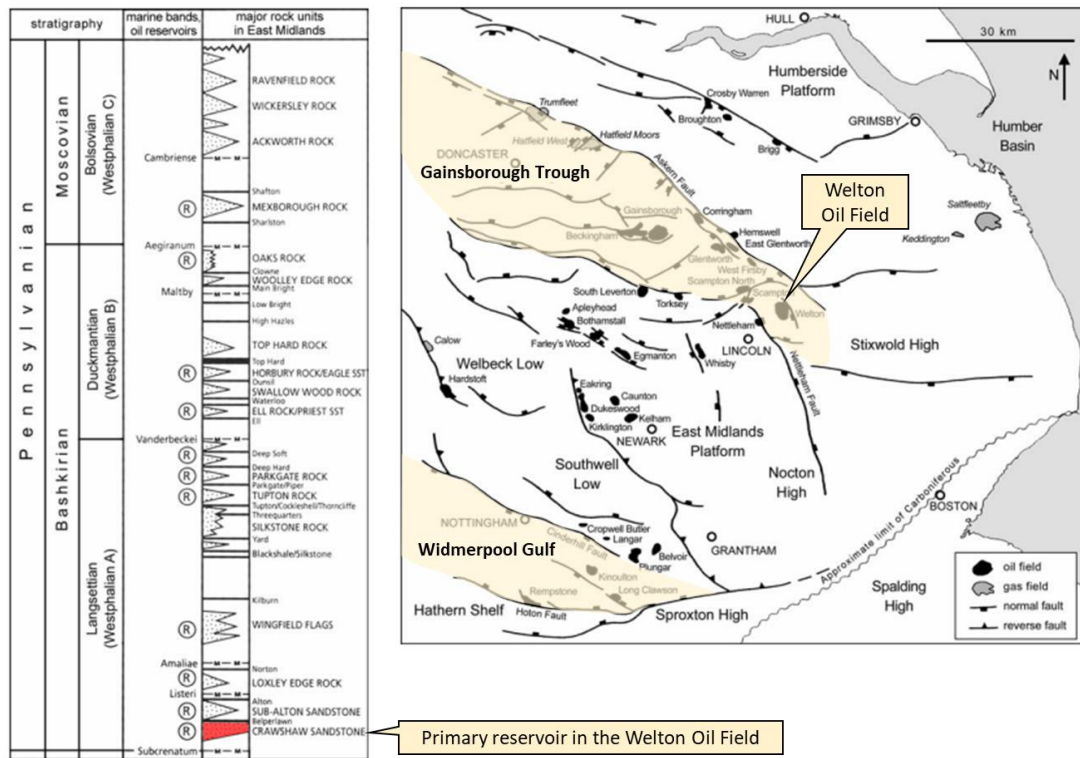 stratigraphy
marine bands,
oil reservoirs
major rock units
in East Midlands
Pennsylvanian
Moscovian
Bashkirian
Bolsovian
(Westphalian C)
Duckmantian
(Westphalian B)
Langsettian
(Westphalian A)
RAVENFIELD ROCK
WICKERSLEY ROCK
ACKWORTH ROCK
Cambriense
M M
Shafton
R
MEXBOROUGH ROCK
Sharlston
Aegiranum
M M
R
OAKS ROCK
Clowne
WOOLLEY EDGE ROCK
Main Bright
Maltby
M M
Low Bright
High Hazles
TOP HARD ROCK
Top Hard
R
HORBURY ROCK/EAGLE SST
Dunsil
SWALLOW WOOD ROCK
Waterloo
R
ELL ROCK/PRIEST SST
Ell
Vanderbeckei
M M
R
Deep Soft
Deep Hard
R
PARKGATE ROCK
Parkgate/Piper
R
TUPTON ROCK
Tupton/Cockleshell/Thorncliffe
Threequarters
SILKSTONE ROCK
Yard
Blackshale/Silkstone
Kilburn
R
WINGFIELD FLAGS
Amaliae
M M
Norton
R
LOXLEY EDGE ROCK
Listeri
M M
Alton
R
SUB-ALTON SANDSTONE
Belperlawn
R
CRAWSHAW SANDSTONE
Subcrenatum
M M
Primary reservoir in the Welton Oil Field
HULL
30 km
N
Humberside
Platform
Crosby Warren
Broughton
Brigg
GRIMSBY
Humber
Basin
Trumfleet
Hatfield Moors
Hatfield West
DONCASTER
Askern Fault
Gainsborough Trough
Welton
Oil Field
Gainsborough
Beckingham
Corringham
Hemswell
East Glentworth
Glentworth
West Firsby
Scampton North
Scampton
Welton
Saltfleetby
Keddington
South Leverton
Torksey
Apleyhead
Bothamstall
Farley's Wood
Egmanton
Nettleham
LINCOLN
Whisby
Nettleham Fault
Stixwold High
Calow
Hardstoft
Welbeck Low
Eakring
Caunton
Dukeswood
Kelham
Kirklington
NEWARK
East Midlands
Platform
Southwell
Low
Nocton
High
BOSTON
Approximate limit of Carboniferous
NOTTINGHAM
Cinderhill Fault
Cropwell Butler
Langar
Belvoir
Plungar
GRANTHAM
Widmerpool Gulf
Kinoulton
Rempstone
Long Clawson
Hathern Shelf
Hoton Fault
Sproxton High
Spalding
High
oil field
gas field
normal fault
reverse fault